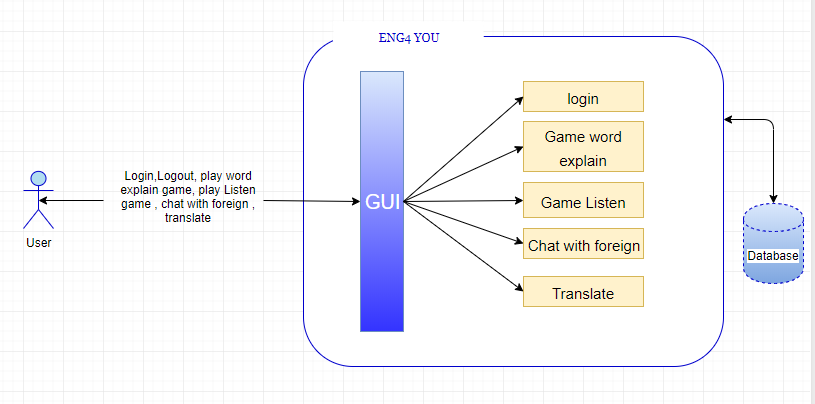 ENG4 YOU
login
Game word
explain
Login,Logout, play word
explain game, play Listen
game , chat with foreign ,
translate
GUI
Game Listen
User
Chat with foreign
Database
Translate